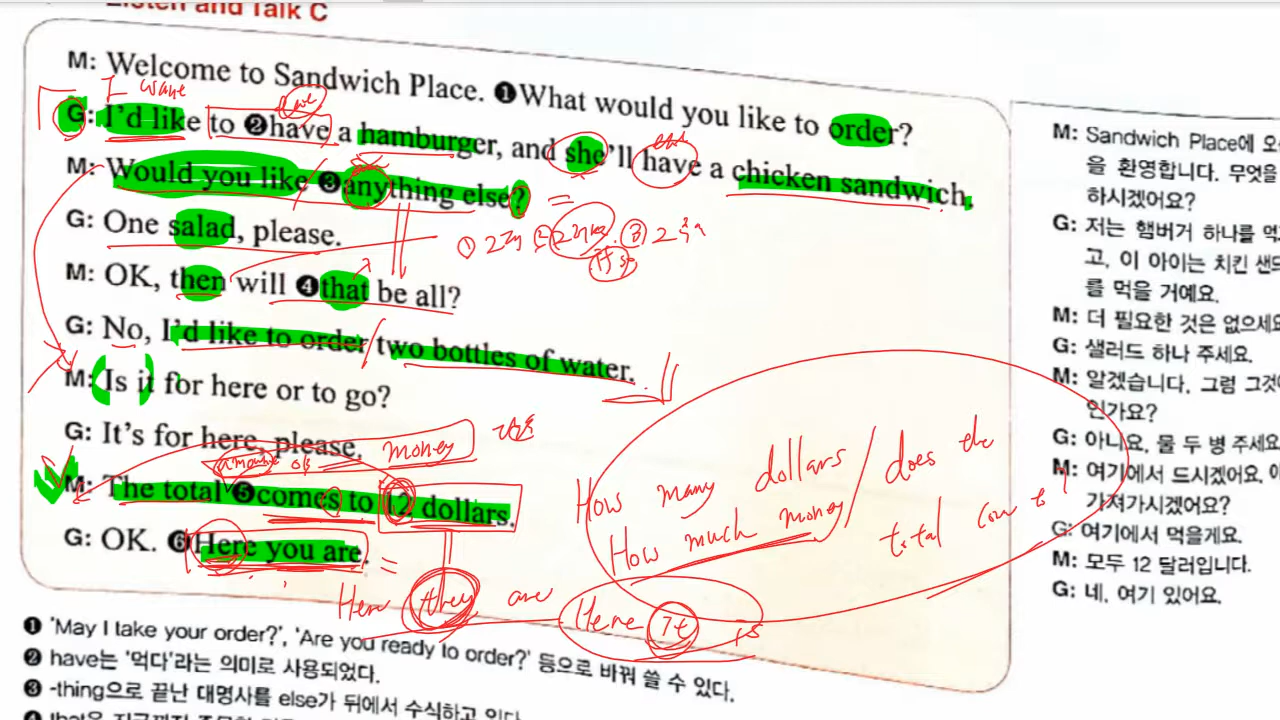 Listen and Talk C
M: Welcome to Sandwich Place. ❶What would you like to order?
I want
have
eat
G: I'd like to ❷have a hamburger, and she'll have a chicken sandwich.
M: Would you like ❸anything else?
G: One salad, please.
M: OK, then will ❹that be all?
G: No, I'd like to order two bottles of water.
M: Is it for here or to go?
G: It's for here, please.
amount of money
M: The total ❺comes to 12 dollars.
G: OK. ❻Here you are.
How many dollars / does the
How much money / total come to?
Here they are
Here It is
❶ 'May I take your order?', 'Are you ready to order?' 등으로 바꿔 쓸 수 있다.
❷ have는 '먹다'라는 의미로 사용되었다.
❸ -thing으로 끝난 대명사를 else가 뒤에서 수식하고 있다.
M: Sandwich Place에
을 환영합니다. 무엇을
하시겠어요?
G: 저는 햄버거 하나를
고, 이 아이는 치킨
를 먹을 거예요.
M: 더 필요한 것은 없으세요
G: 샐러드 하나 주세요.
M: 알겠습니다. 그럼
인가요?
G: 아니요, 물 두 병 주세요
M: 여기에서 드시겠어요,
가져가시겠어요?
G: 여기에서 먹을게요.
M: 모두 12 달러입니다.
G: 네, 여기 있어요.